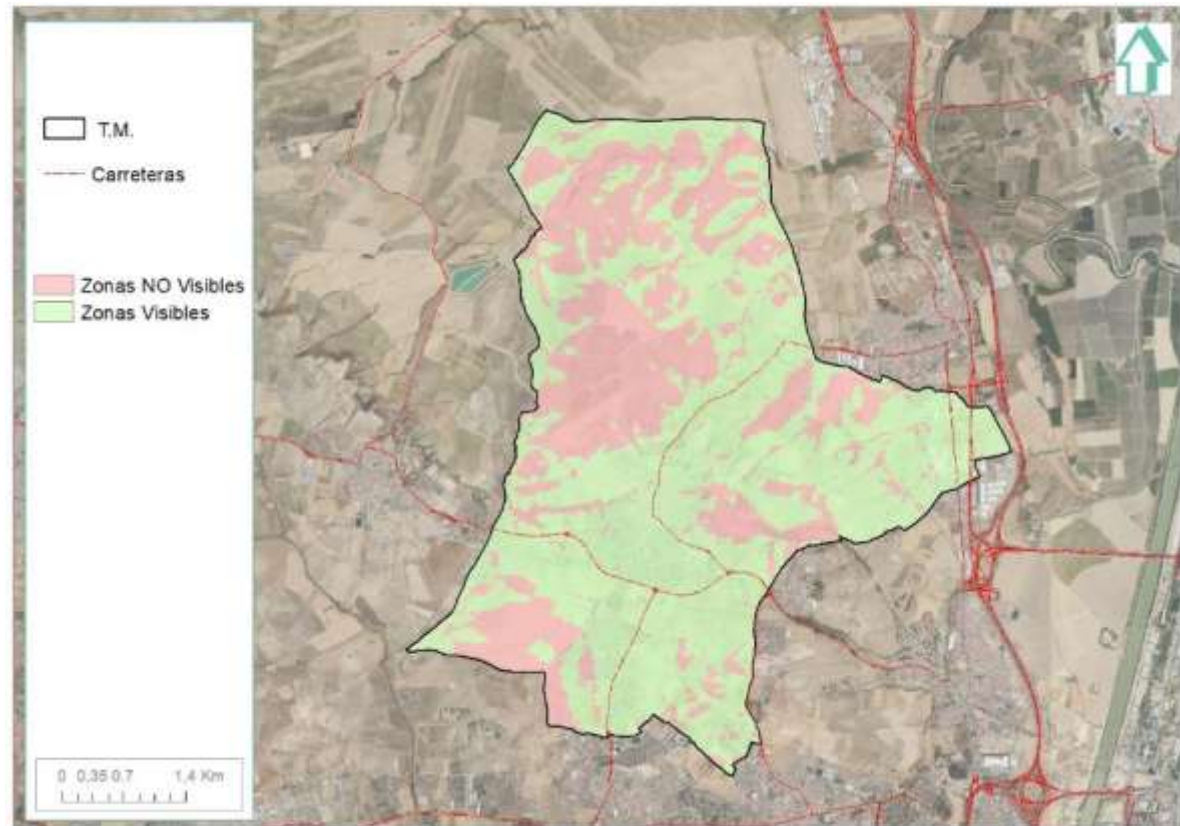 T.M.
Carreteras
Zonas NO Visibles
Zonas Visibles
0 0,35 0,7 1,4 Km